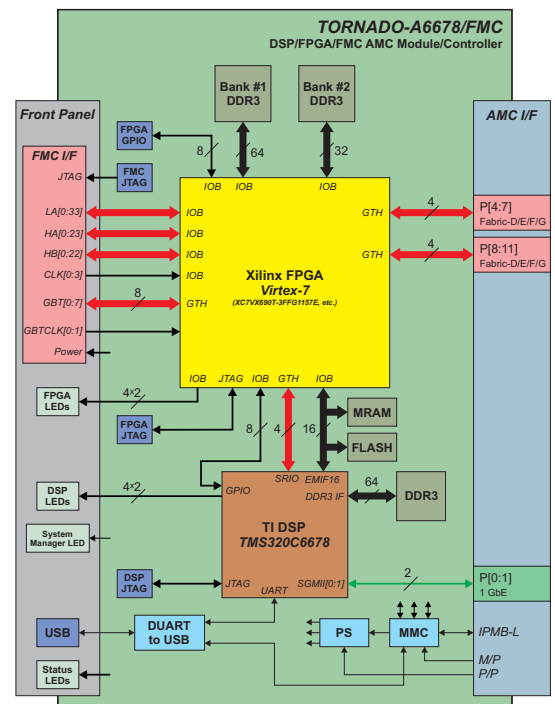 TORNADO-A6678/FMC
DSP/FPGA/FMC AMC Module/Controller
Bank #1
DDR3
Bank #2
DDR3
Front Panel
AMC I/F
FPGA
GPIO
8
64
32
FMC I/F
JTAG
FMC
JTAG
IOB
IOB
IOB
LA[0:33]
IOB
HA[0:23]
IOB
HB[0:22]
IOB
CLK[0:3]
IOB
GBT[0:7]
8
GTH
GBTCLK[0:1]
Power
Xilinx FPGA
Virtex-7
(XC7VX690T-3FFG1157E, etc.)
GTH
4
P[4:7]
Fabric-D/E/F/G
GTH
4
P[8:11]
Fabric-D/E/F/G
IOB
JTAG
IOB
GTH
IOB
FPGA
LEDs
4x2
FPGA
JTAG
8
4
16
MRAM
FLASH
DSP
LEDs
4x2
GPIO
SRIO
EMIF16
DDR3 IF
64
DDR3
TI DSP
TMS320C6678
System
Manager LED
DSP
JTAG
JTAG
UART
SGMII[0:1]
2
P[0:1]
1 GbE
USB
DUART
to USB
PS
MMC
IPMB-L
M/P
P/P
Status
LEDs